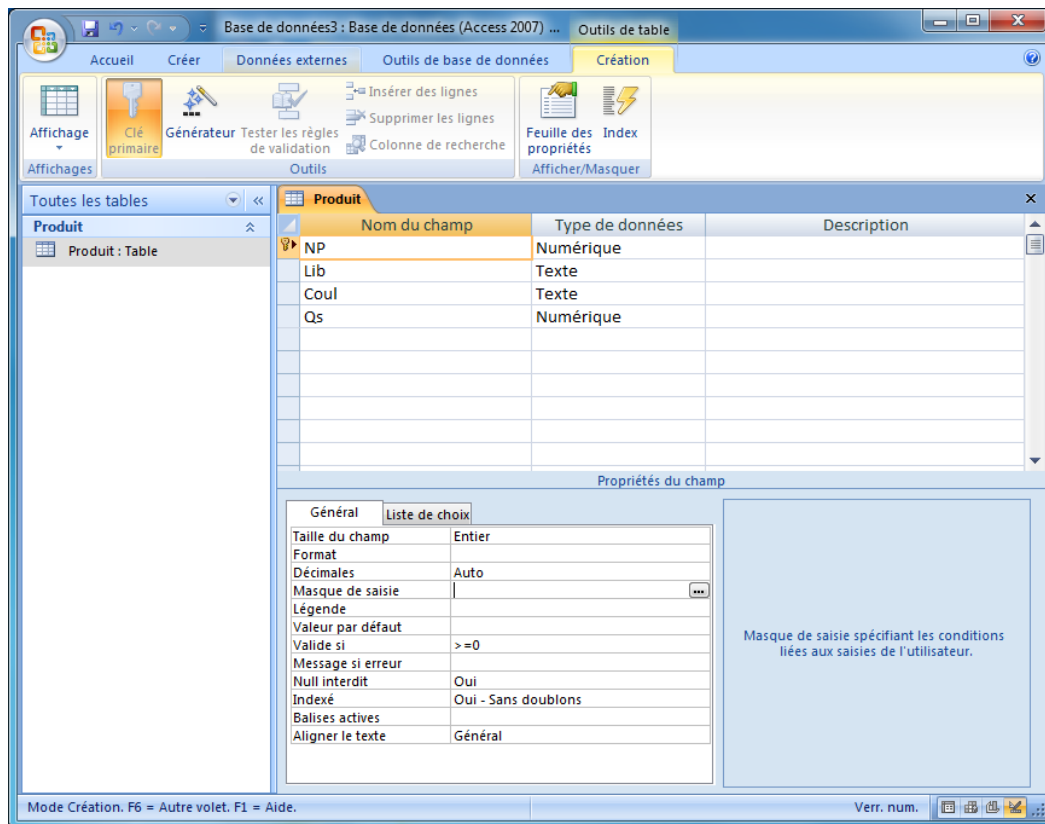 Base de données3 : Base de données (Access 2007) ... Outils de table
Accueil Créer Données externes Outils de base de données Création
Affichage
Clé primaire
Générateur
Tester les règles de validation
Insérer des lignes
Supprimer les lignes
Colonne de recherche
Feuille des propriétés
Index
Affichages Outils Afficher/Masquer
Toutes les tables
Produit
Produit : Table
Produit
Nom du champ Type de données Description
NP Numérique
Lib Texte
Coul Texte
Qs Numérique
Propriétés du champ
Général Liste de choix
Taille du champ Entier
Format
Décimales Auto
Masque de saisie
Légende
Valeur par défaut
Valide si >=0
Message si erreur
Null interdit Oui
Indexé Oui - Sans doublons
Balises actives
Aligner le texte Général
Masque de saisie spécifiant les conditions
liées aux saisies de l'utilisateur.
Mode Création. F6 = Autre volet. F1 = Aide. Verr. num.